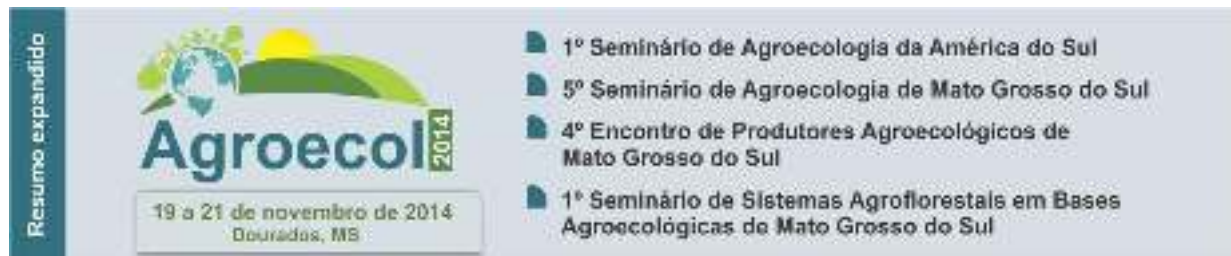 Resumo expandido
Agroecol 2014
19 a 21 de novembro de 2014
Dourados, MS
1º Seminário de Agroecologia da América do Sul
5º Seminário de Agroecologia de Mato Grosso do Sul
4º Encontro de Produtores Agroecológicos de
Mato Grosso do Sul
1º Seminário de Sistemas Agroflorestais em Bases
Agroecológicas de Mato Grosso do Sul